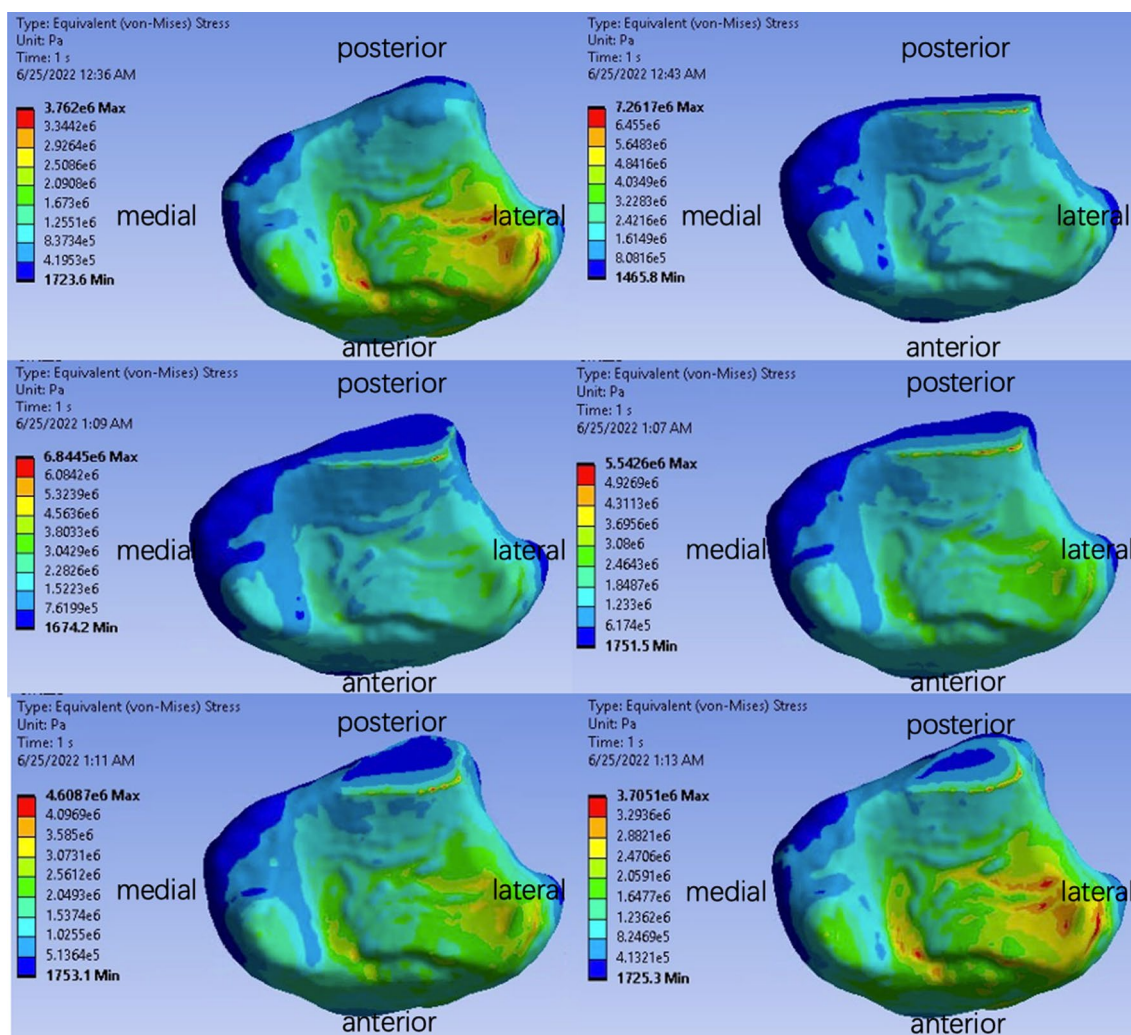 Type: Equivalent (von-Mises) Stress
Unit: Pa
Time: 1 s
6/25/2022 12:36 AM
posterior
3.762e6 Max
3.3442e6
2.9264e6
2.5086e6
2.0908e6
1.673e6
1.2551e6
8.3734e5
4.1953e5
1723.6 Min
medial
lateral
anterior
Type: Equivalent (von-Mises) Stress
Unit: Pa
Time: 1 s
6/25/2022 12:43 AM
posterior
7.2617e6 Max
6.455e6
5.6483e6
4.8416e6
4.0349e6
3.2283e6
2.4216e6
1.6149e6
8.0816e5
1465.8 Min
medial
lateral
anterior
Type: Equivalent (von-Mises) Stress
Unit: Pa
Time: 1 s
6/25/2022 1:09 AM
posterior
6.8445e6 Max
6.0842e6
5.3239e6
4.5636e6
3.8033e6
3.0429e6
2.2826e6
1.5223e6
7.6199e5
1674.2 Min
medial
lateral
anterior
Type: Equivalent (von-Mises) Stress
Unit: Pa
Time: 1 s
6/25/2022 1:07 AM
posterior
5.5426e6 Max
4.9269e6
4.3113e6
3.6956e6
3.08e6
2.4643e6
1.8487e6
1.233e6
6.174e5
1751.5 Min
medial
lateral
anterior
Type: Equivalent (von-Mises) Stress
Unit: Pa
Time: 1 s
6/25/2022 1:11 AM
posterior
4.6087e6 Max
4.0969e6
3.585e6
3.0731e6
2.5612e6
2.0493e6
1.5374e6
1.0255e6
5.1364e5
1753.1 Min
medial
lateral
anterior
Type: Equivalent (von-Mises) Stress
Unit: Pa
Time: 1 s
6/25/2022 1:13 AM
posterior
3.7051e6 Max
3.2936e6
2.8821e6
2.4706e6
2.0591e6
1.6477e6
1.2362e6
8.2469e5
4.1321e5
1725.3 Min
medial
lateral
anterior